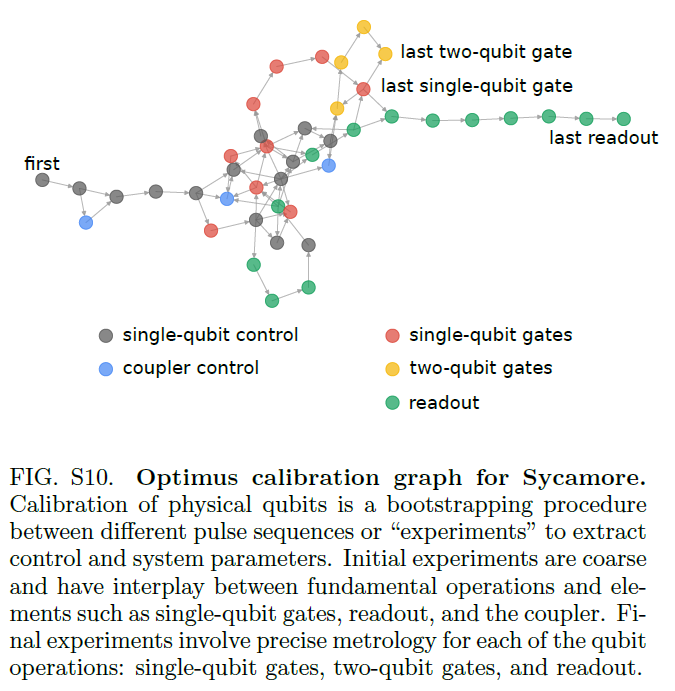 last two-qubit gate
last single-qubit gate
last readout
first
single-qubit control
single-qubit gates
coupler control
two-qubit gates
readout
FIG. S10. Optimus calibration graph for Sycamore.
Calibration of physical qubits is a bootstrapping procedure
between different pulse sequences or “experiments” to extract
control and system parameters. Initial experiments are coarse
and have interplay between fundamental operations and ele-
ments such as single-qubit gates, readout, and the coupler. Fi-
nal experiments involve precise metrology for each of the qubit
operations: single-qubit gates, two-qubit gates, and readout.